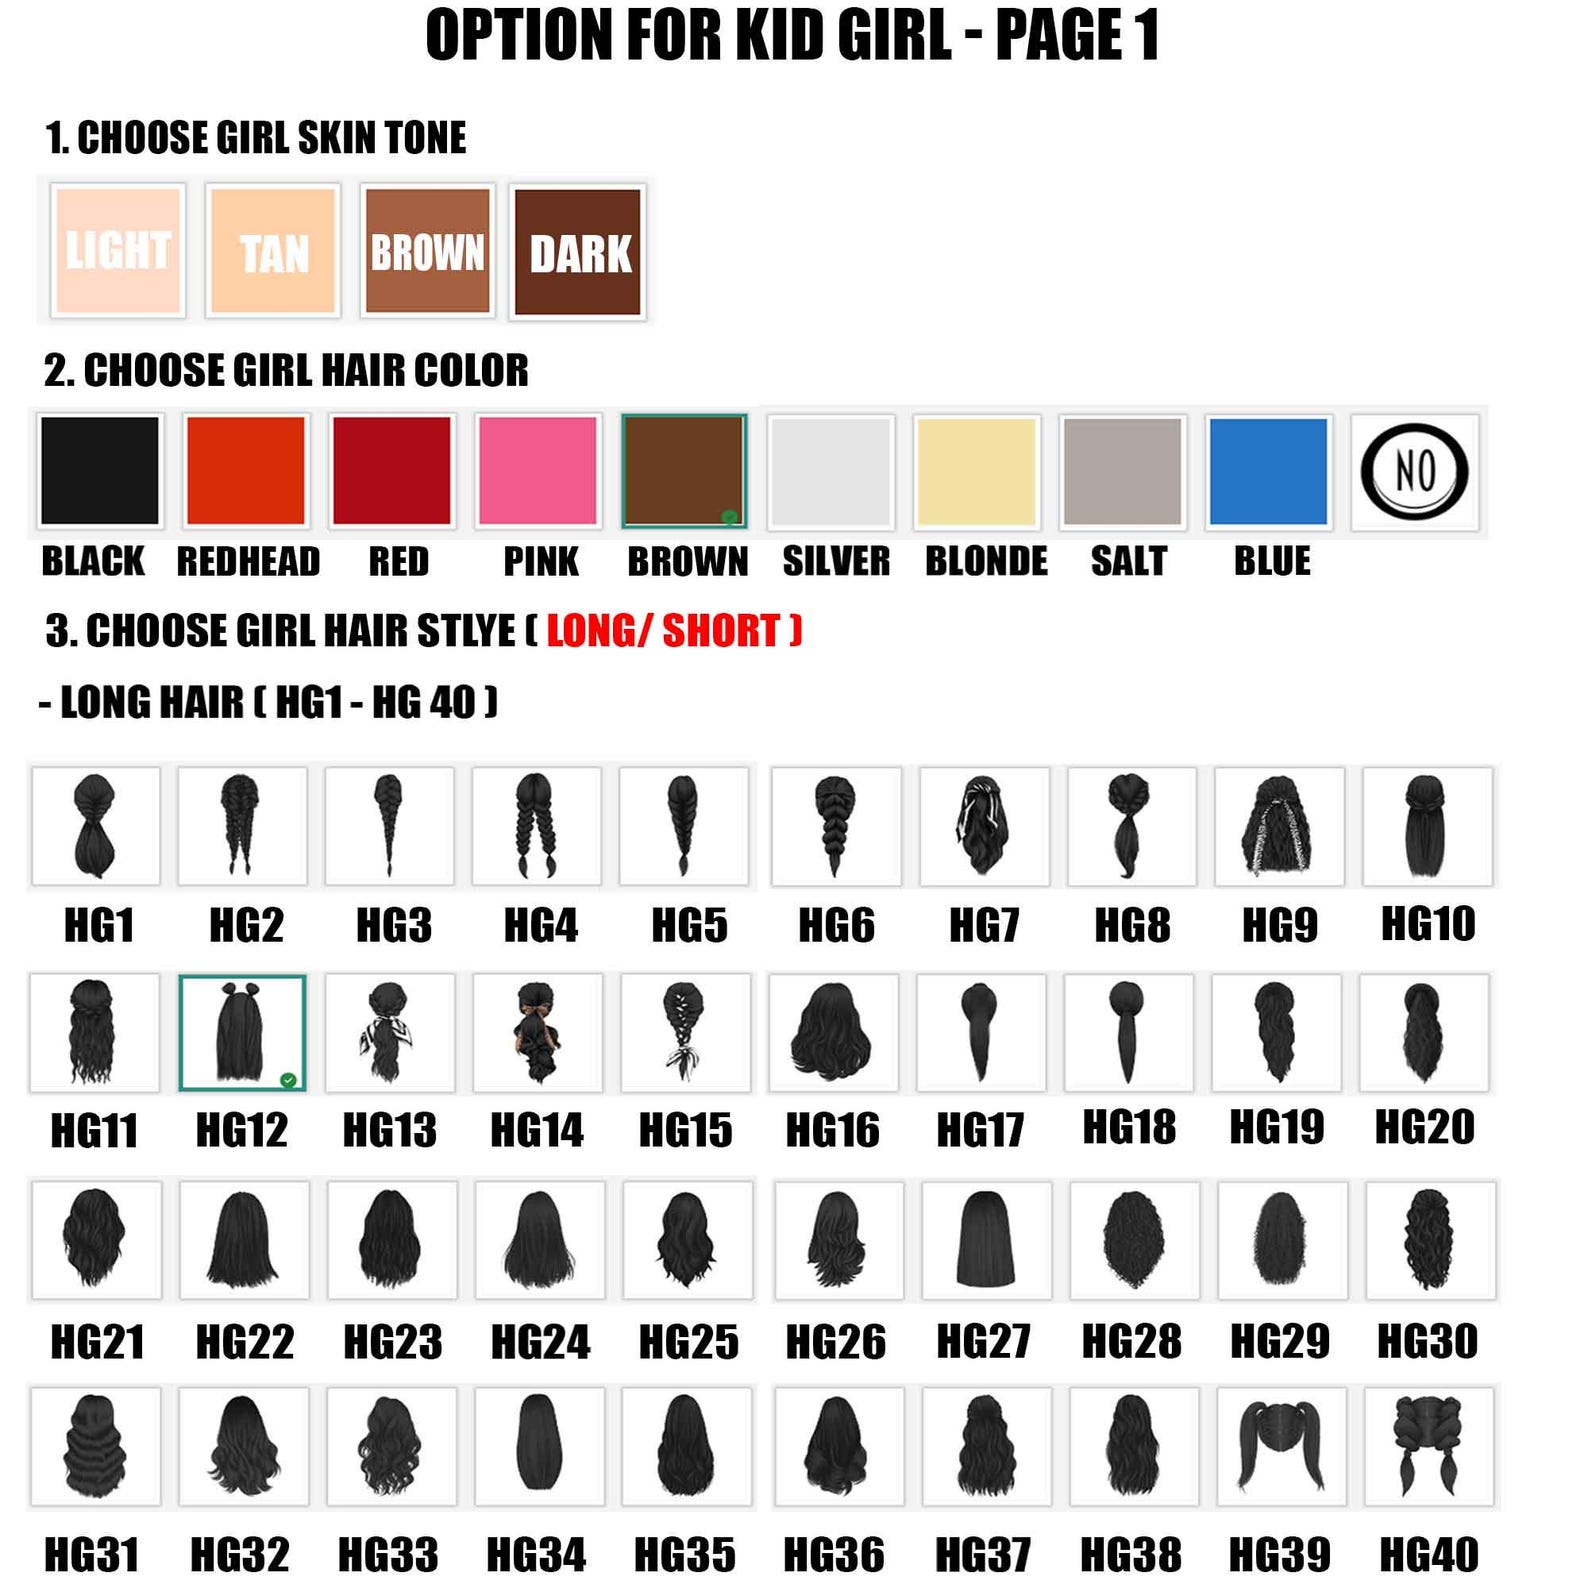 OPTION FOR KID GIRL - PAGE 1
1. CHOOSE GIRL SKIN TONE
LIGHT TAN BROWN DARK
2. CHOOSE GIRL HAIR COLOR
NO
BLACK REDHEAD RED PINK BROWN SILVER BLONDE SALT BLUE
3. CHOOSE GIRL HAIR STLYE ( LONG/ SHORT )
- LONG HAIR ( HG1 - HG 40 )
HG1 HG2 HG3 HG4 HG5 HG6 HG7 HG8 HG9 HG10
HG11 HG12 HG13 HG14 HG15 HG16 HG17 HG18 HG19 HG20
HG21 HG22 HG23 HG24 HG25 HG26 HG27 HG28 HG29 HG30
HG31 HG32 HG33 HG34 HG35 HG36 HG37 HG38 HG39 HG40